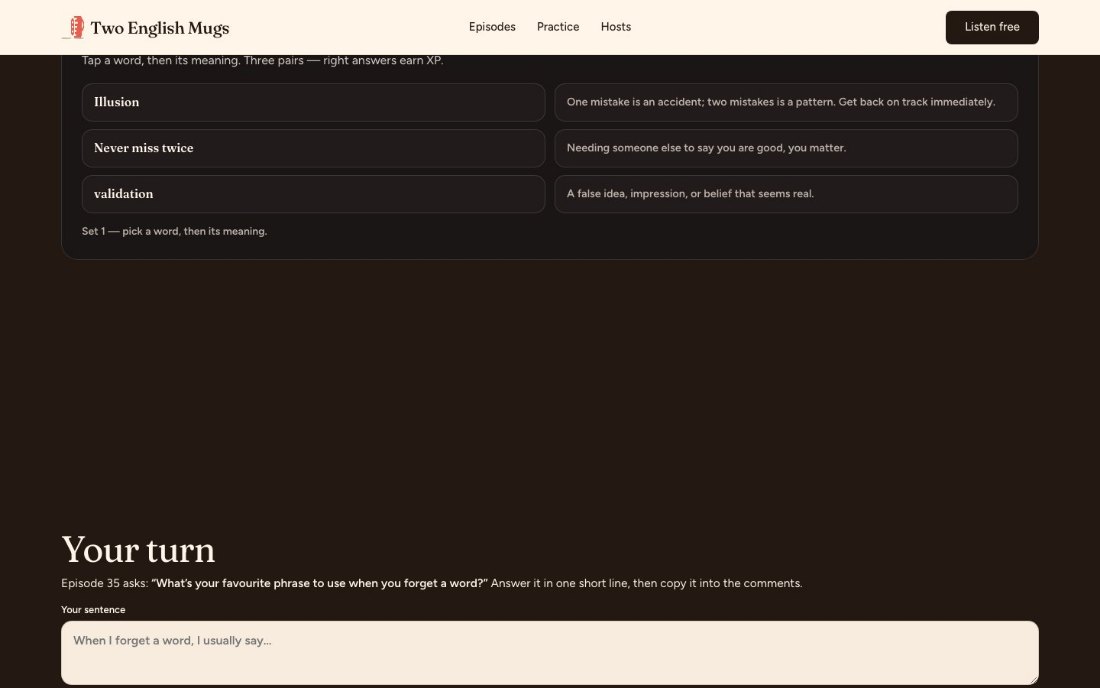 Two English Mugs
Episodes
Practice
Hosts
Listen free
Tap a word, then its meaning. Three pairs — right answers earn XP.
Illusion
One mistake is an accident; two mistakes is a pattern. Get back on track immediately.
Never miss twice
Needing someone else to say you are good, you matter.
validation
A false idea, impression, or belief that seems real.
Set 1 — pick a word, then its meaning.
Your turn
Episode 35 asks: “What’s your favourite phrase to use when you forget a word?” Answer it in one short line, then copy it into the comments.
Your sentence
When I forget a word, I usually say…